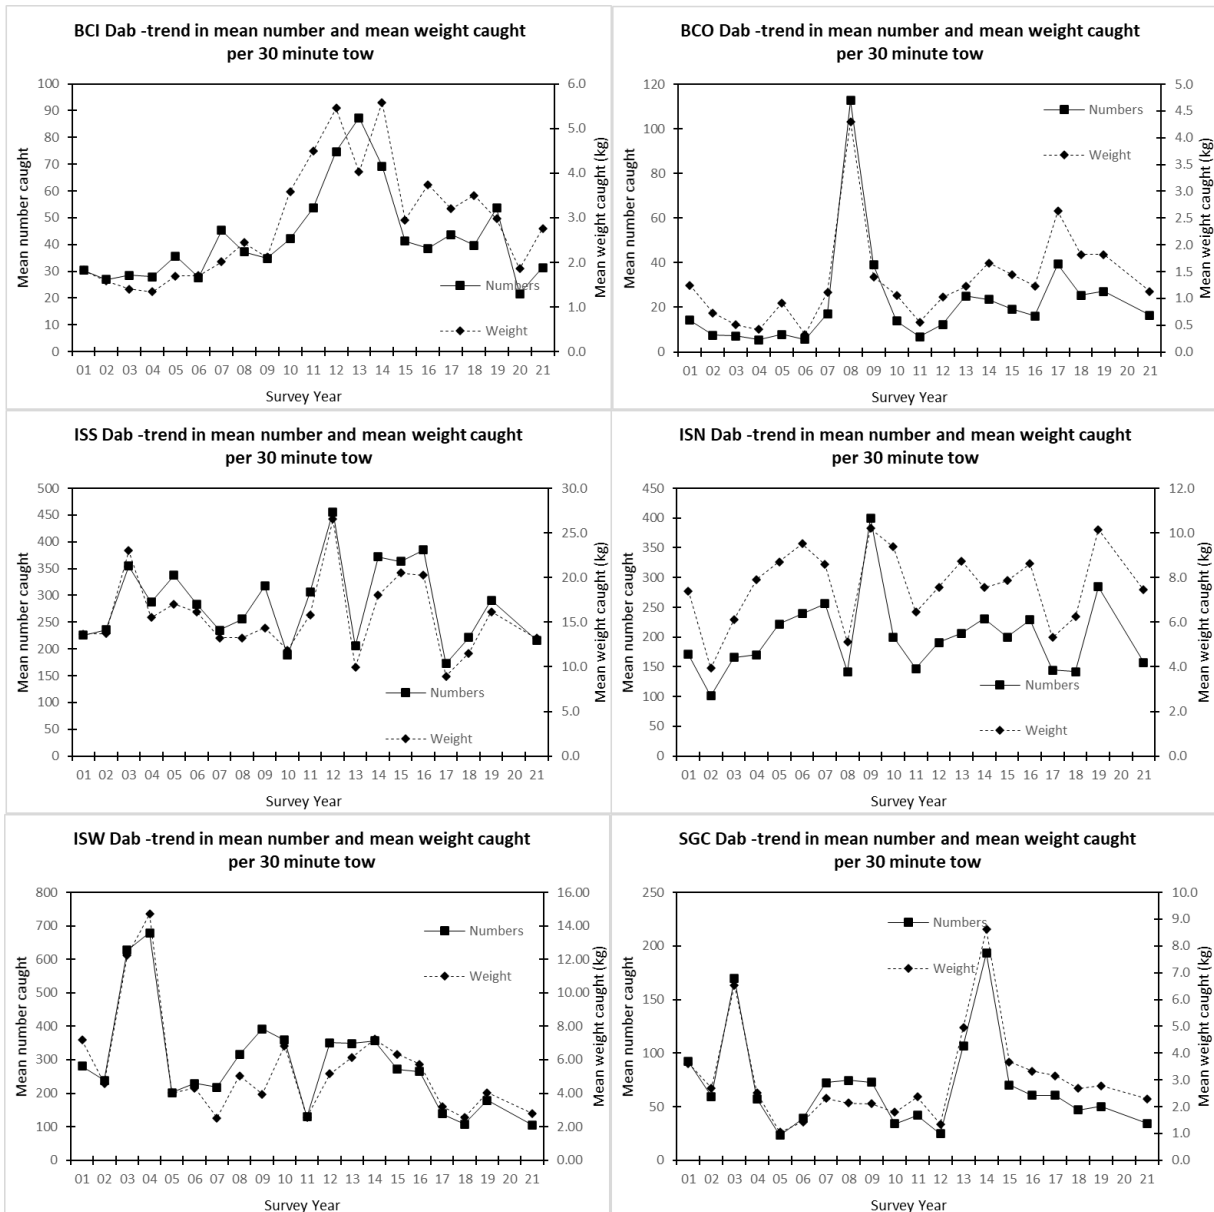 BCI Dab -trend in mean number and mean weight caught
per 30 minute tow
Mean number caught
100
90
80
70
60
50
40
30
20
10
0
6.0
5.0
4.0
3.0
2.0
1.0
0.0
Mean weight caught (kg)
Numbers
Weight
01 02 03 04 05 06 07 08 09 10 11 12 13 14 15 16 17 18 19 20 21
Survey Year
BCO Dab -trend in mean number and mean weight caught
per 30 minute tow
Mean number caught
120
100
80
60
40
20
0
5.0
4.5
4.0
3.5
3.0
2.5
2.0
1.5
1.0
0.5
0.0
Mean weight caught (kg)
Numbers
Weight
01 02 03 04 05 06 07 08 09 10 11 12 13 14 15 16 17 18 19 20 21
Survey Year
ISS Dab -trend in mean number and mean weight caught
per 30 minute tow
Mean number caught
500
450
400
350
300
250
200
150
100
50
0
30.0
25.0
20.0
15.0
10.0
5.0
0.0
Mean weight caught (kg)
Numbers
Weight
01 02 03 04 05 06 07 08 09 10 11 12 13 14 15 16 17 18 19 21
Survey Year
ISN Dab -trend in mean number and mean weight caught
per 30 minute tow
Mean number caught
450
400
350
300
250
200
150
100
50
0
12.0
10.0
8.0
6.0
4.0
2.0
0.0
Mean weight caught (kg)
Numbers
Weight
01 02 03 04 05 06 07 08 09 10 11 12 13 14 15 16 17 18 19 20 21
Survey Year
ISW Dab -trend in mean number and mean weight caught
per 30 minute tow
Mean number caught
800
700
600
500
400
300
200
100
0
16.00
14.00
12.00
10.00
8.00
6.00
4.00
2.00
0.00
Mean weight caught (kg)
Numbers
Weight
01 02 03 04 05 06 07 08 09 10 11 12 13 14 15 16 17 18 19 21
Survey Year
SGC Dab -trend in mean number and mean weight caught
per 30 minute tow
Mean number caught
250
200
150
100
50
0
10.0
9.0
8.0
7.0
6.0
5.0
4.0
3.0
2.0
1.0
0.0
Mean weight caught (kg)
Numbers
Weight
01 02 03 04 05 06 07 08 09 10 11 12 13 14 15 16 17 18 19 21
Survey Year